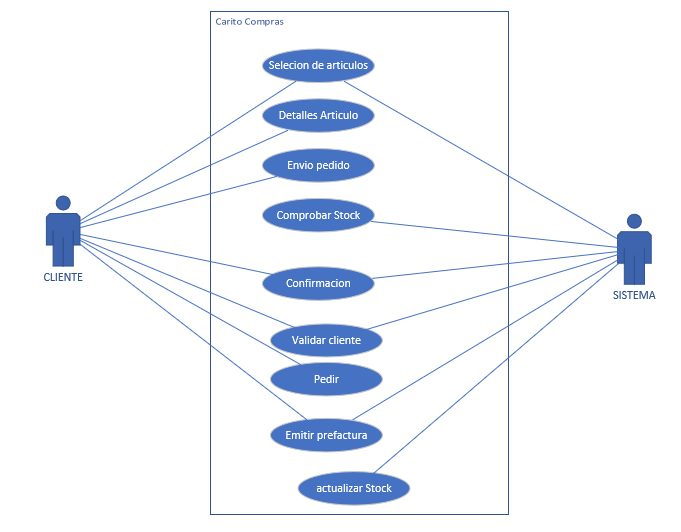 Carito Compras
Selecion de articulos
Detalles Articulo
Envio pedido
Comprobar Stock
CLIENTE
Confirmacion
SISTEMA
Validar cliente
Pedir
Emitir prefactura
actualizar Stock